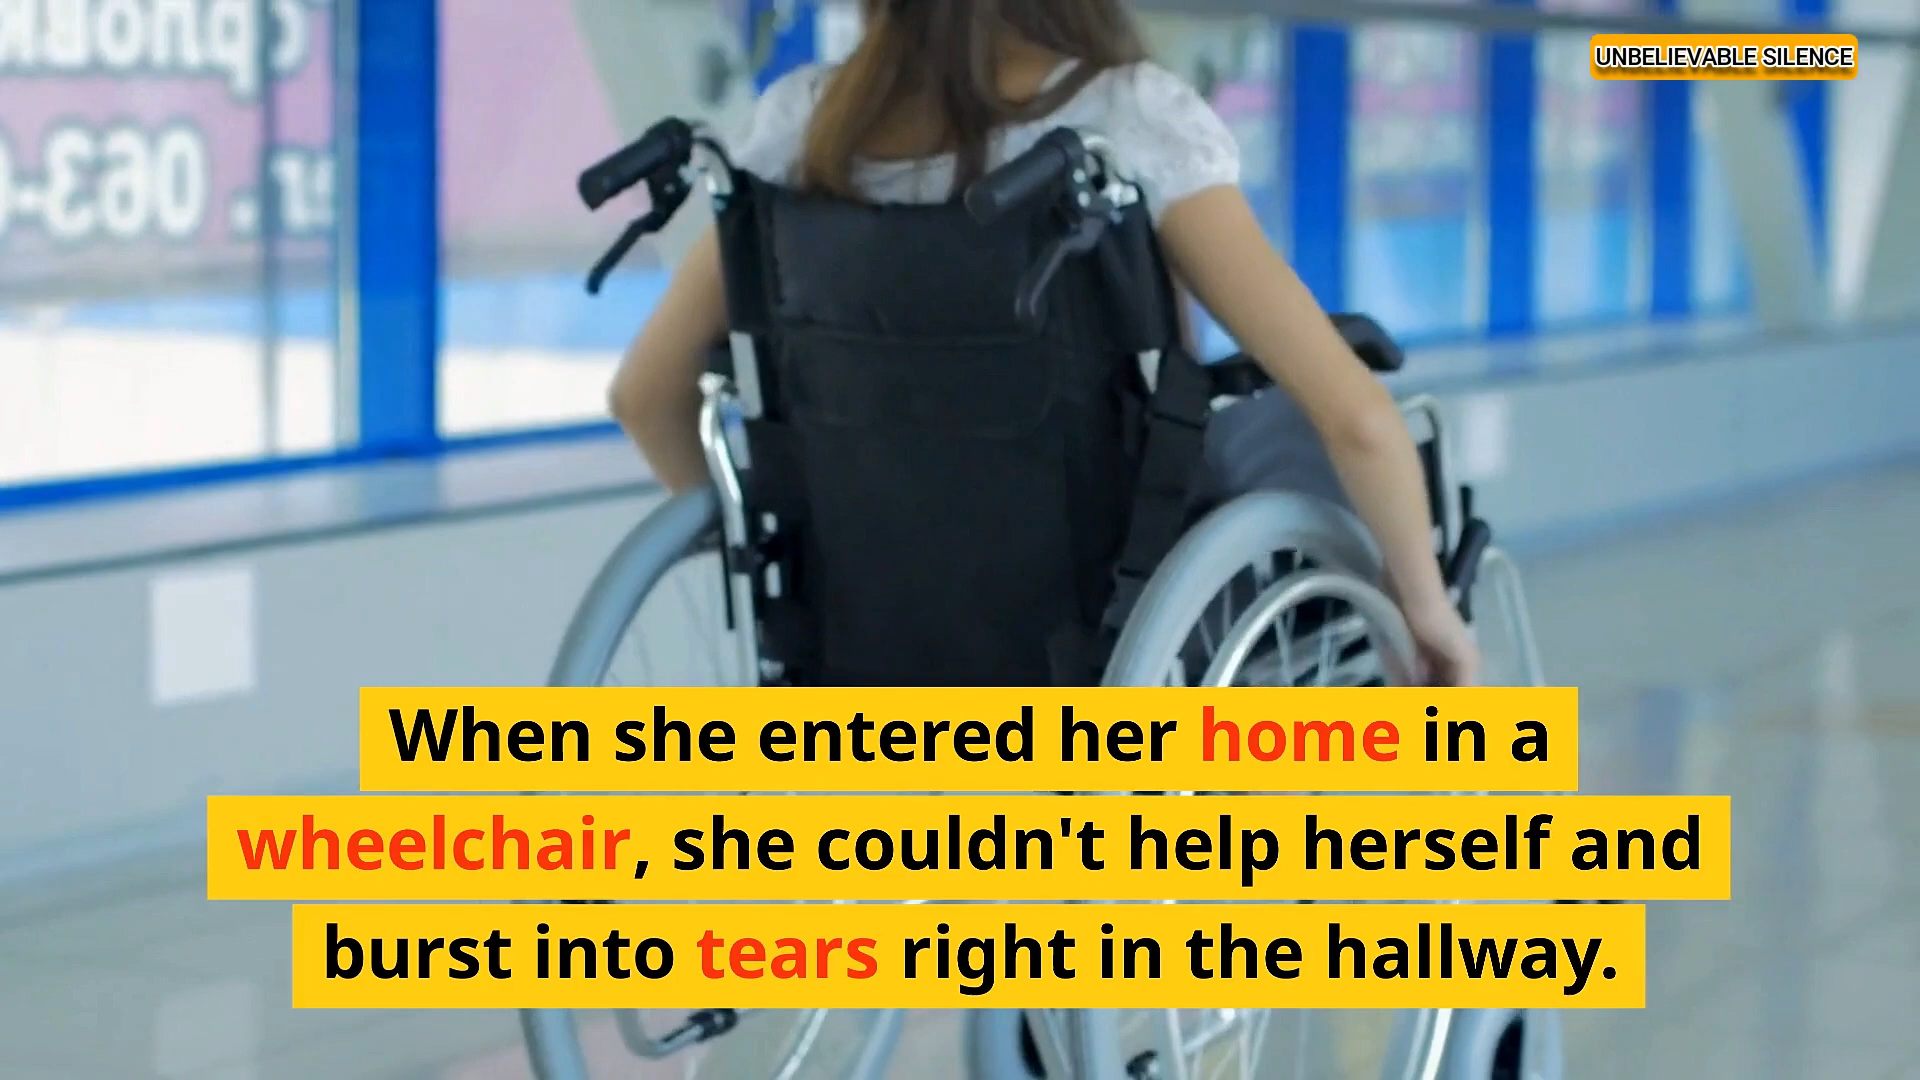 UNBELIEVABLE SILENCE
When she entered her home in a
wheelchair, she couldn't help herself and
burst into tears right in the hallway.